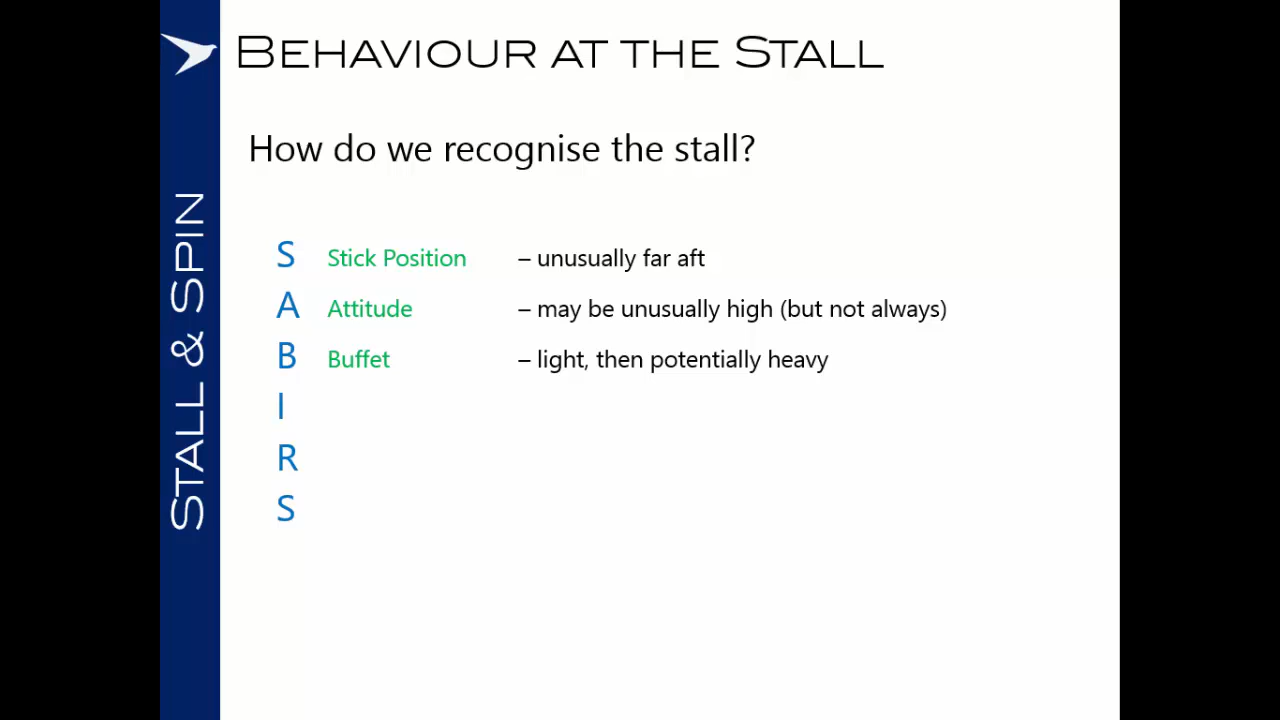 BEHAVIOUR AT THE STALL
How do we recognise the stall?
S Stick Position – unusually far aft
A Attitude – may be unusually high (but not always)
B Buffet – light, then potentially heavy
I
R
S
STALL & SPIN